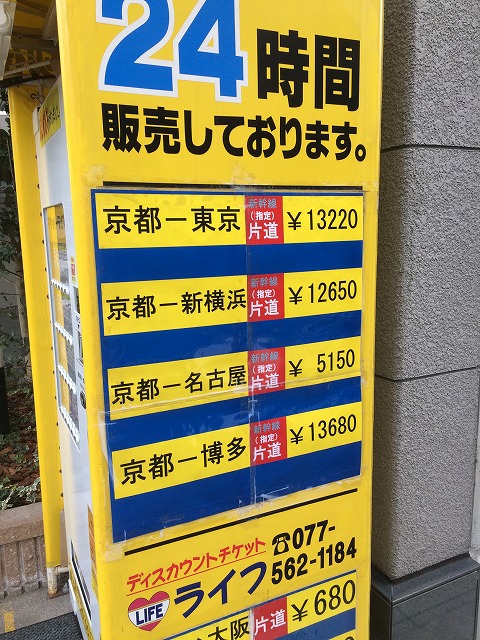 24時間
販売しております。
京都－東京 新幹線(指定)片道 ￥13220
京都－新横浜 新幹線(指定)片道 ￥12650
京都－名古屋 新幹線(指定)片道 ￥ 5150
京都－博多 新幹線(指定)片道 ￥13680
ディスカウントチケット
LIFE ライフ ☎077-562-1184
大阪 片道 ￥680